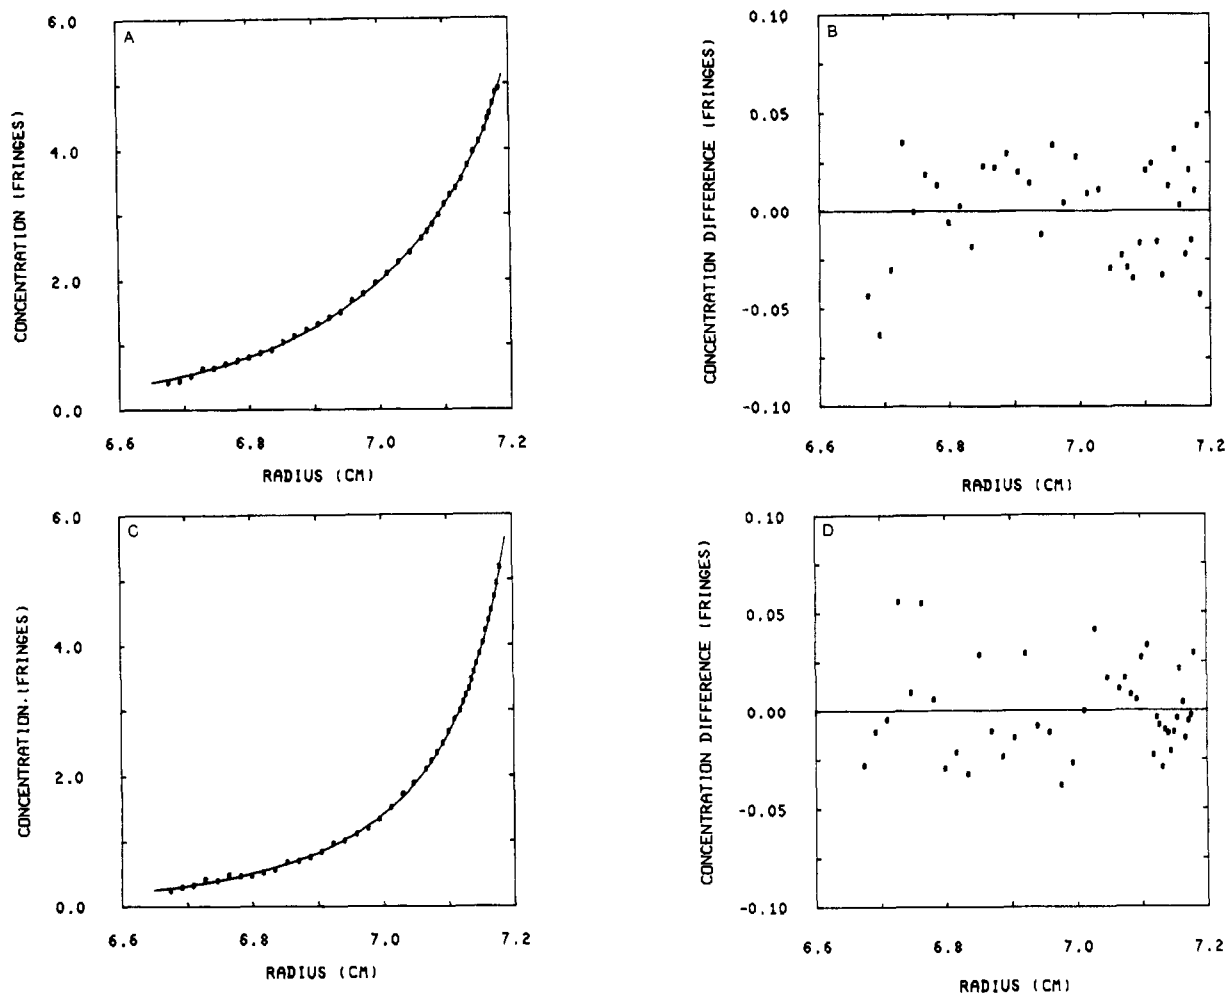 A
6.0
4.0
2.0
0.0
CONCENTRATION (FRINGES)
6.6 6.8 7.0 7.2
RADIUS (CM)
B
0.10
0.05
0.00
-0.05
-0.10
CONCENTRATION DIFFERENCE (FRINGES)
6.6 6.8 7.0 7.2
RADIUS (CM)
C
6.0
4.0
2.0
0.0
CONCENTRATION.(FRINGES)
6.6 6.8 7.0 7.2
RADIUS (CM)
D
0.10
0.05
0.00
-0.05
-0.10
CONCENTRATION DIFFERENCE (FRINGES)
6.6 6.8 7.0 7.2
RADIUS (CM)